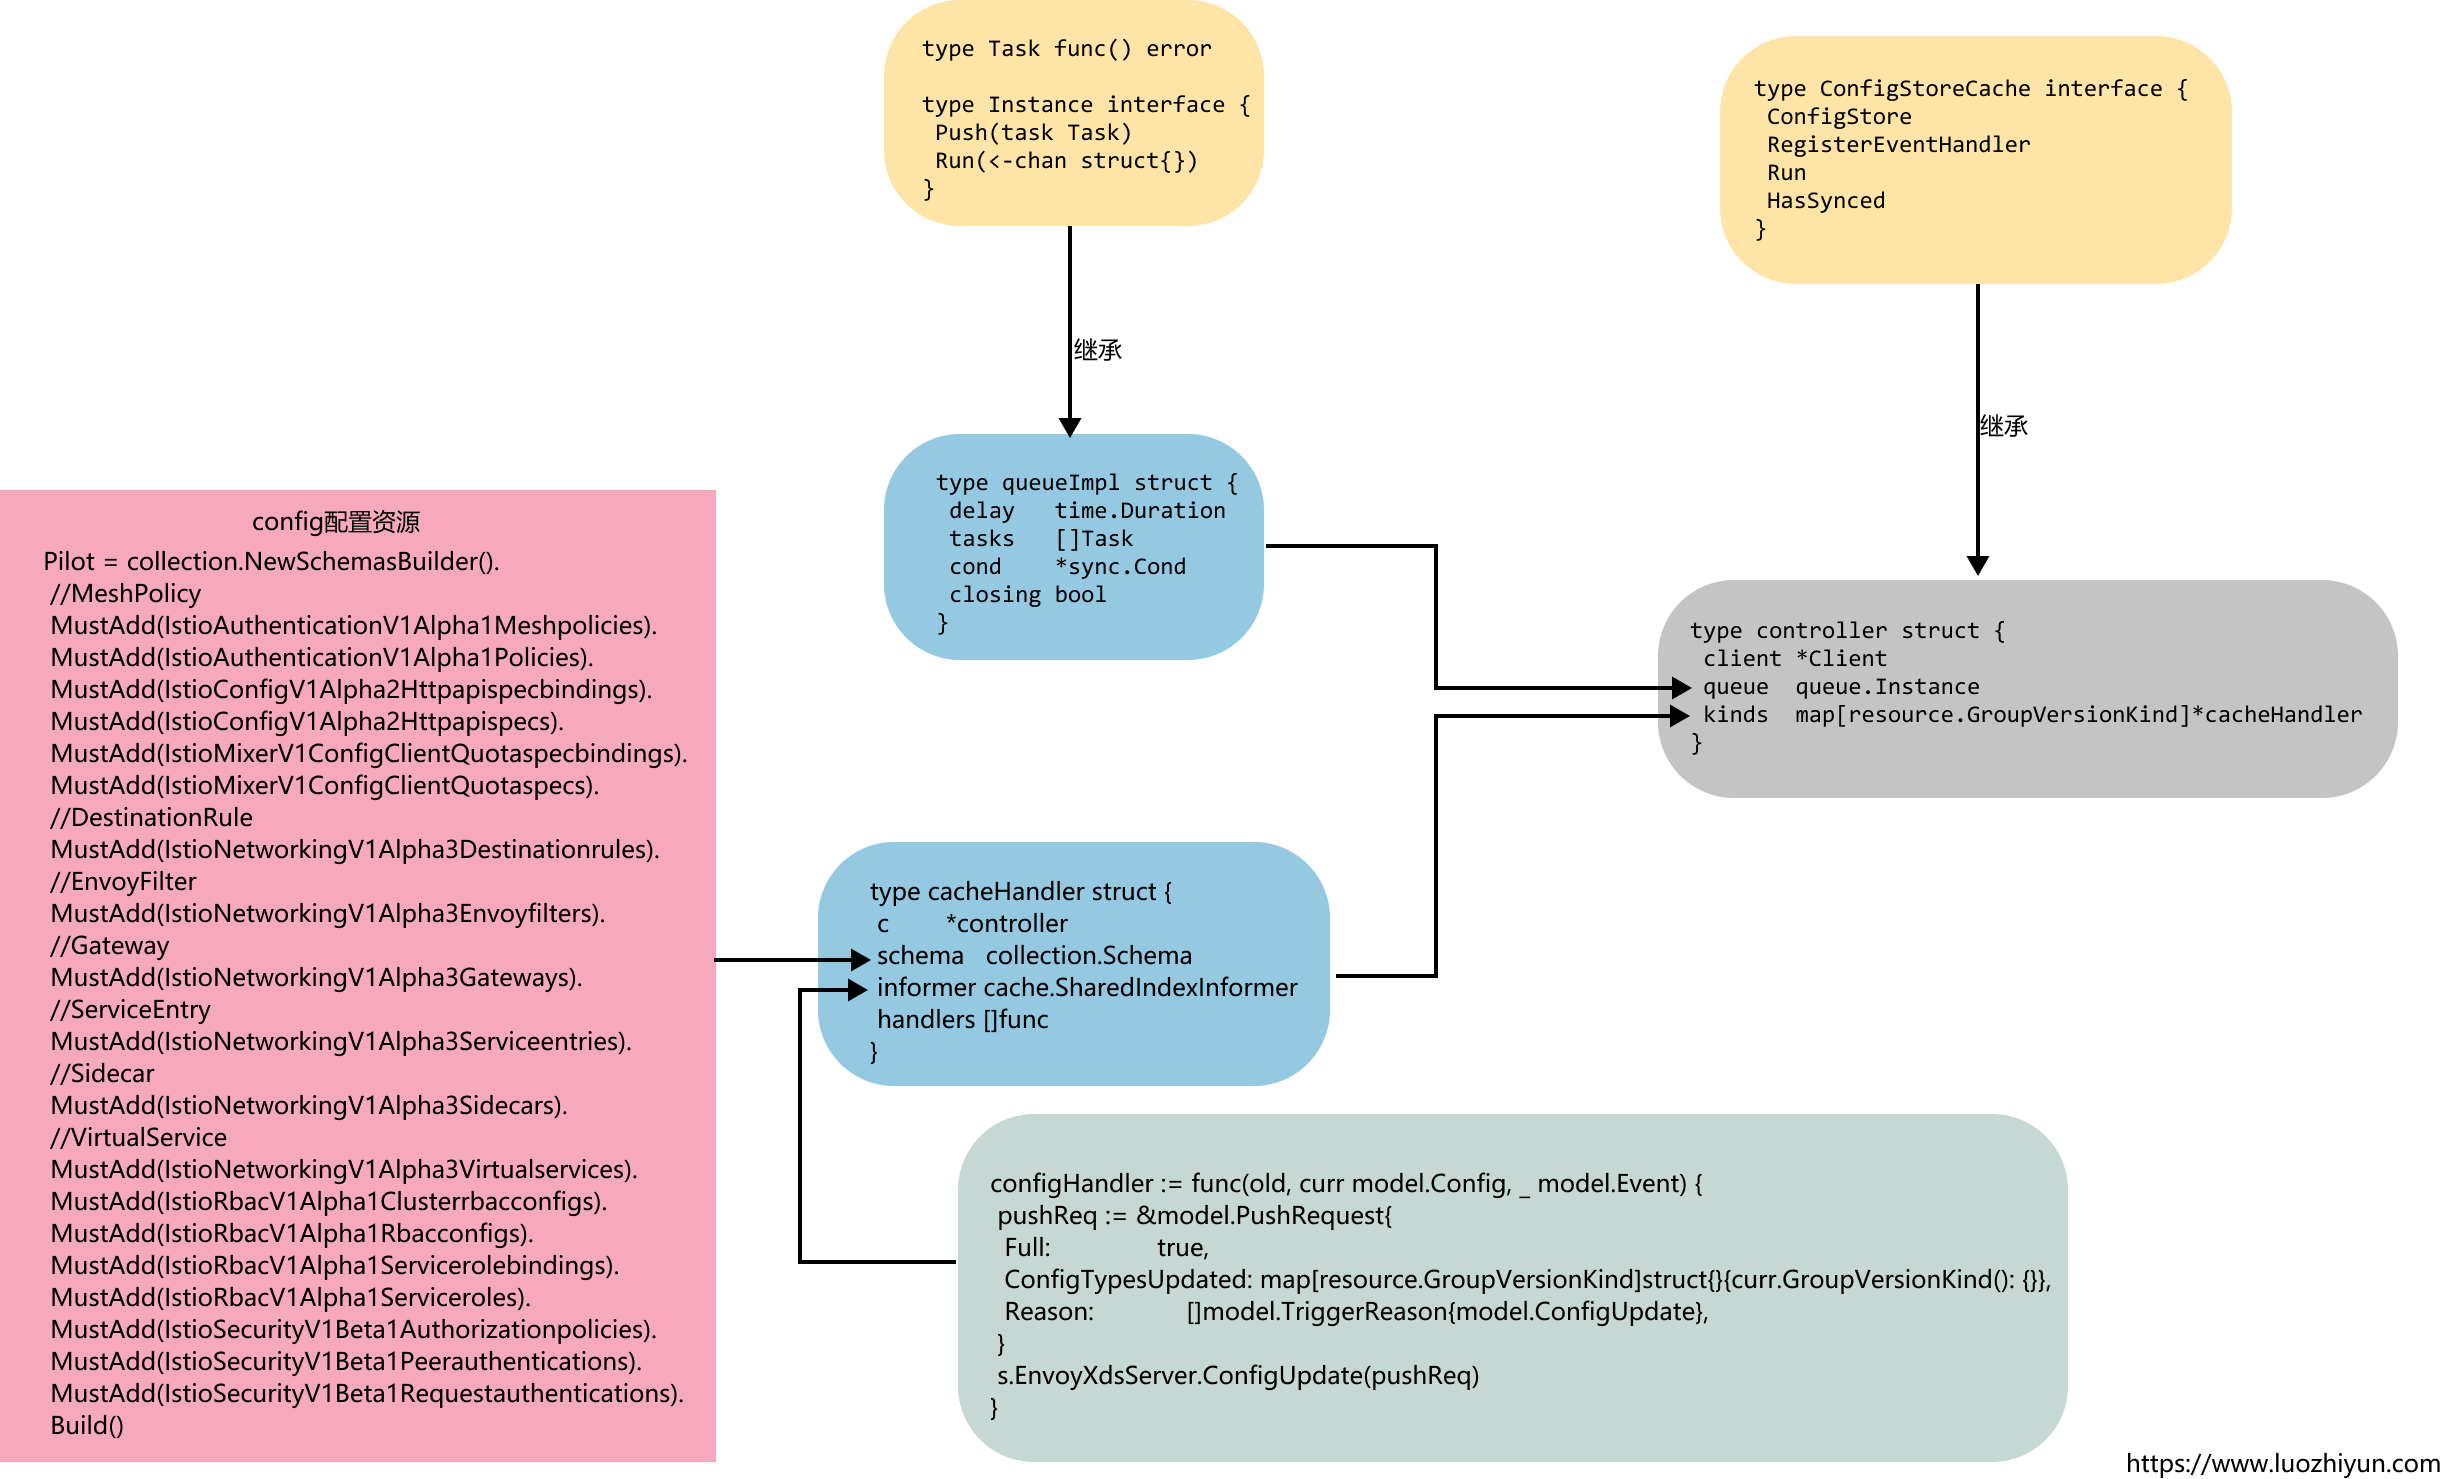 type Task func() error
type Instance interface {
Push(task Task)
Run(<-chan struct{})
}
type ConfigStoreCache interface {
ConfigStore
RegisterEventHandler
Run
HasSynced
}
继承
继承
type queueImpl struct {
delay   time.Duration
tasks   []Task
cond    *sync.Cond
closing bool
}
type controller struct {
client *Client
queue  queue.Instance
kinds  map[resource.GroupVersionKind]*cacheHandler
}
config配置资源
Pilot = collection.NewSchemasBuilder().
//MeshPolicy
MustAdd(IstioAuthenticationV1Alpha1Meshpolicies).
MustAdd(IstioAuthenticationV1Alpha1Policies).
MustAdd(IstioConfigV1Alpha2Httpapispecbindings).
MustAdd(IstioConfigV1Alpha2Httpapispecs).
MustAdd(IstioMixerV1ConfigClientQuotaspecbindings).
MustAdd(IstioMixerV1ConfigClientQuotaspecs).
//DestinationRule
MustAdd(IstioNetworkingV1Alpha3Destinationrules).
//EnvoyFilter
MustAdd(IstioNetworkingV1Alpha3Envoyfilters).
//Gateway
MustAdd(IstioNetworkingV1Alpha3Gateways).
//ServiceEntry
MustAdd(IstioNetworkingV1Alpha3Serviceentries).
//Sidecar
MustAdd(IstioNetworkingV1Alpha3Sidecars).
//VirtualService
MustAdd(IstioNetworkingV1Alpha3Virtualservices).
MustAdd(IstioRbacV1Alpha1Clusterrbacconfigs).
MustAdd(IstioRbacV1Alpha1Rbacconfigs).
MustAdd(IstioRbacV1Alpha1Servicerolebindings).
MustAdd(IstioRbacV1Alpha1Serviceroles).
MustAdd(IstioSecurityV1Beta1Authorizationpolicies).
MustAdd(IstioSecurityV1Beta1Peerauthentications).
MustAdd(IstioSecurityV1Beta1Requestauthentications).
Build()
type cacheHandler struct {
c        *controller
schema   collection.Schema
informer cache.SharedIndexInformer
handlers []func
}
configHandler := func(old, curr model.Config, _ model.Event) {
pushReq := &model.PushRequest{
Full:               true,
ConfigTypesUpdated: map[resource.GroupVersionKind]struct{}{curr.GroupVersionKind(): {}},
Reason:             []model.TriggerReason{model.ConfigUpdate},
}
s.EnvoyXdsServer.ConfigUpdate(pushReq)
}
https://www.luozhiyun.com